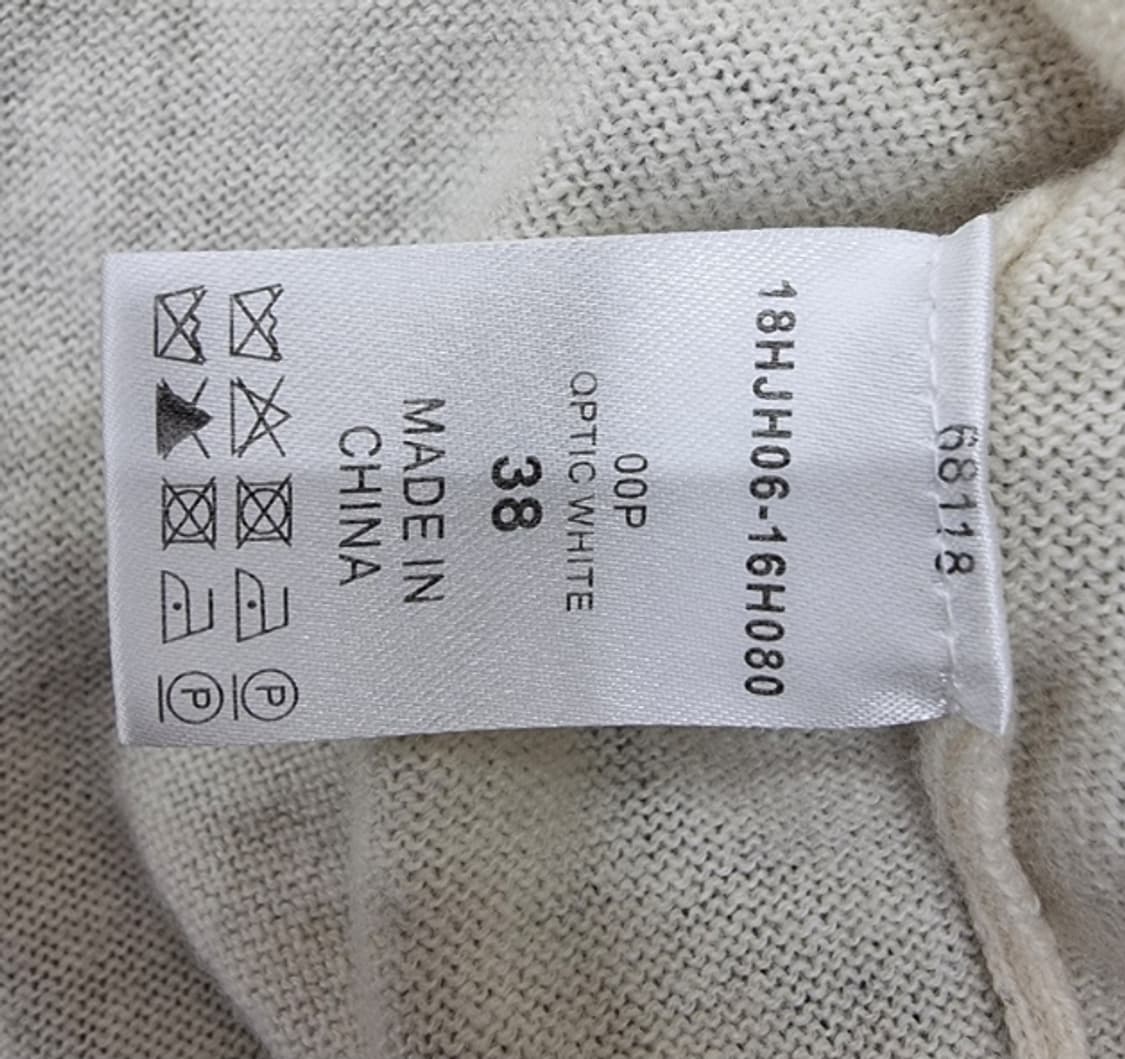 68118
18HJH06-16H080
00P
OPTIC WHITE
38
MADE IN
CHINA
P
P